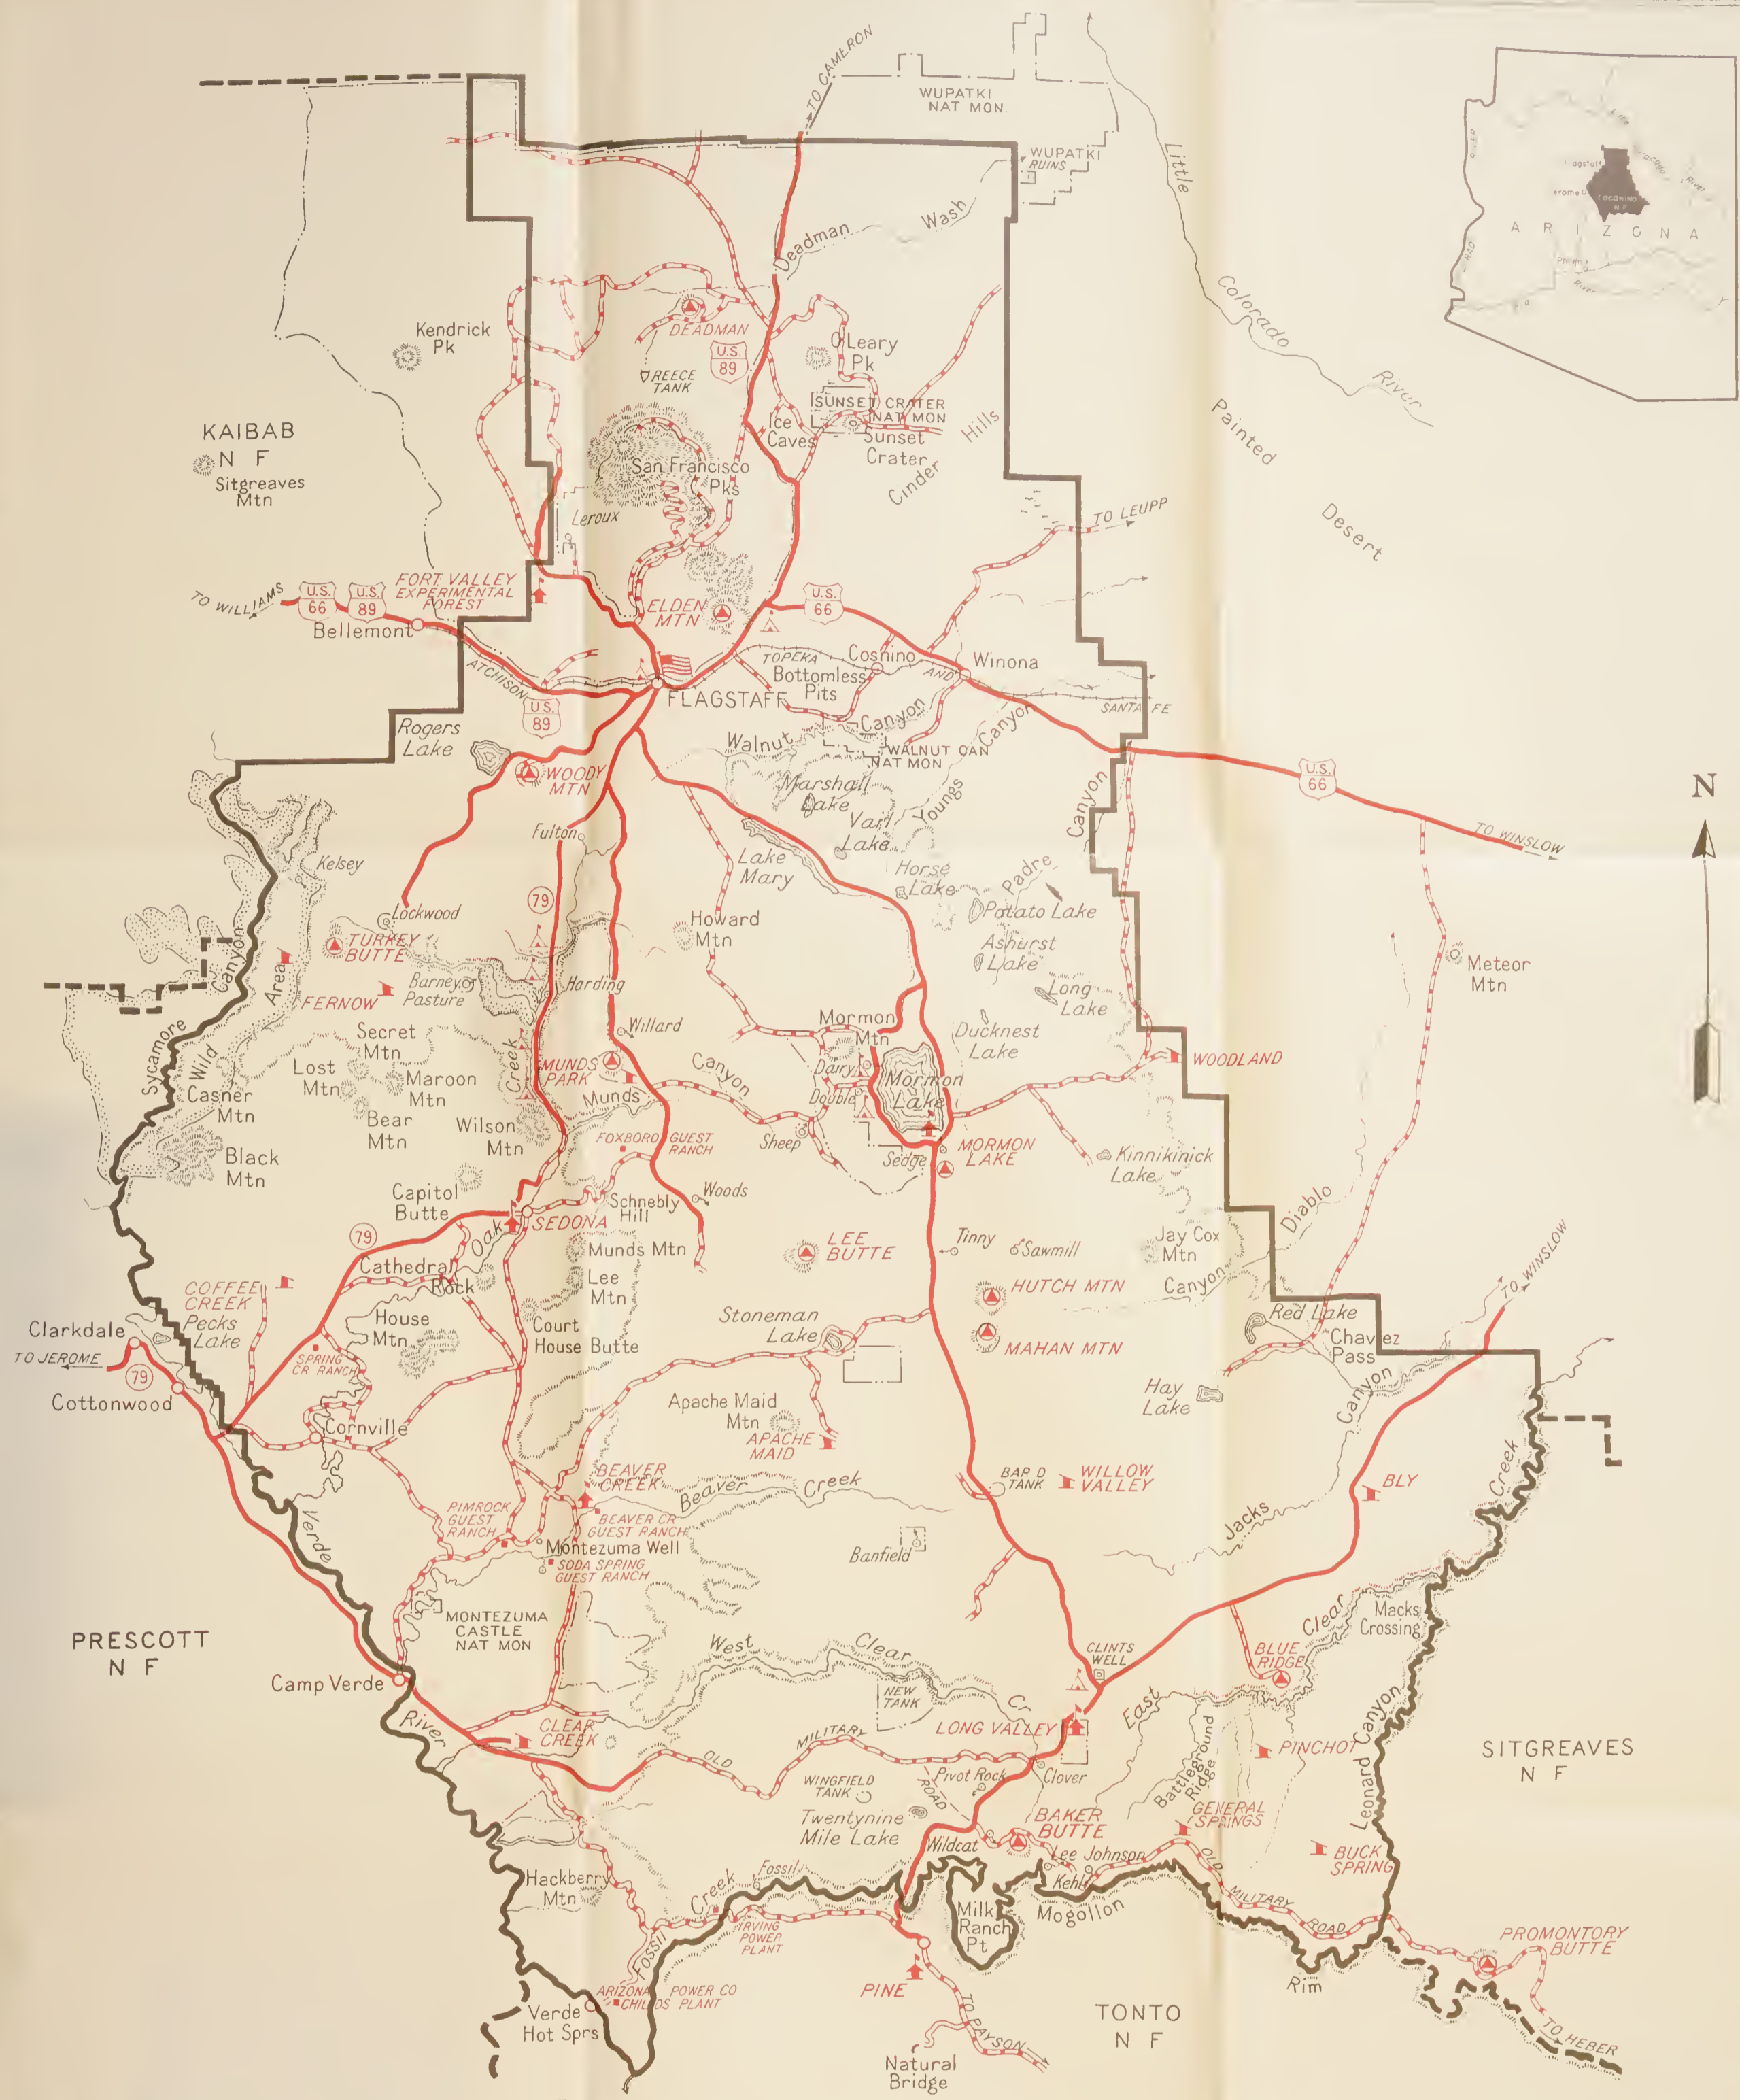 TO CAMERON
WUPATKI
NAT MON.
WUPATKI
RUINS
Little
Colorado
River
Deadman
Wash
ARIZONA
COCONINO
N F
RIVER
River
Kendrick
Pk
DEADMAN
U.S.
89
O'Leary
Pk
REECE
TANK
SUNSET CRATER
NAT MON
Ice
Caves
Sunset
Crater
Cinder
Hills
Painted
Desert
KAIBAB
N F
Sitgreaves
Mtn
San Francisco
Pks
Leroux
TO LEUPP
TO WILLIAMS
U.S.
66
U.S.
89
FORT VALLEY
EXPERIMENTAL
FOREST
Bellemont
ELDEN
MTN
U.S.
66
ATCHISON
TOPEKA
AND
SANTA FE
Cosnino
Winona
Bottomless
Pits
FLAGSTAFF
U.S.
89
Rogers
Lake
Walnut
Canyon
WALNUT CAN
NAT MON
Youngs
Canyon
WOODY
MTN
Marshall
Lake
Vail
Lake
Canyon
Padre
U.S.
66
TO WINSLOW
N
Fulton
Lake
Mary
Horse
Lake
Kelsey
79
Lockwood
Potato Lake
Howard
Mtn
TURKEY
BUTTE
Ashurst
Lake
Meteor
Mtn
Canyon
Sycamore
Area
Wild
FERNOW
Barney
Pasture
Harding
Long
Lake
Secret
Mtn
Willard
Mormon
Mtn
Ducknest
Lake
Lost
Mtn
Maroon
Mtn
Creek
MUNDS
PARK
Canyon
Dairy
Mormon
Lake
WOODLAND
Casner
Mtn
Munds
Double
Bear
Mtn
Wilson
Mtn
FOXBORO GUEST
RANCH
Sheep
Sedge
MORMON
LAKE
Kinnikinick
Lake
Black
Mtn
Capitol
Butte
Woods
Schnebly
Hill
SEDONA
Oak
79
Diablo
Canyon
LEE
BUTTE
Tinny
Sawmill
Jay Cox
Mtn
Munds Mtn
Cathedral
Rock
Lee
Mtn
HUTCH MTN
TO WINSLOW
COFFEE
CREEK
Pecks
Lake
House
Mtn
Court
House Butte
Stoneman
Lake
MAHAN MTN
Red Lake
Chavez
Pass
Clarkdale
TO JEROME
79
Cottonwood
SPRING
CR RANCH
Hay
Lake
Canyon
Cornville
Apache Maid
Mtn
APACHE
MAID
BEAVER
CREEK
Beaver
Creek
BAR D
TANK
WILLOW
VALLEY
BLY
Creek
RIMROCK
GUEST
RANCH
BEAVER CR
GUEST RANCH
Jacks
Verde
Montezuma Well
SODA SPRING
GUEST RANCH
Banfield
MONTEZUMA
CASTLE
NAT MON
Clear
Macks
Crossing
PRESCOTT
N F
West
Clear
Cr
CLINTS
WELL
BLUE
RIDGE
Camp Verde
NEW
TANK
East
River
CLEAR
CREEK
LONG VALLEY
PINCHOT
Leonard Canyon
SITGREAVES
N F
OLD
MILITARY
ROAD
WINGFIELD
TANK
Pivot Rock
Clover
Battleground
Ridge
Twentynine
Mile Lake
BAKER
BUTTE
GENERAL
SPRINGS
Wildcat
Lee Johnson
Kehl
BUCK
SPRING
Hackberry
Mtn
Creek
Fossil
Fossil
Milk
Ranch
Pt
Mogollon
OLD
MILITARY
ROAD
IRVING
POWER
PLANT
Rim
PROMONTORY
BUTTE
ARIZONA POWER CO
CHILDS PLANT
Verde
Hot Sprs
PINE
TO PAYSON
TONTO
N F
TO HEBER
Natural
Bridge